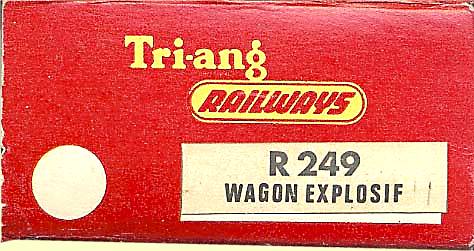 Tri-ang
RAILWAYS
R 249
WAGON EXPLOSIF